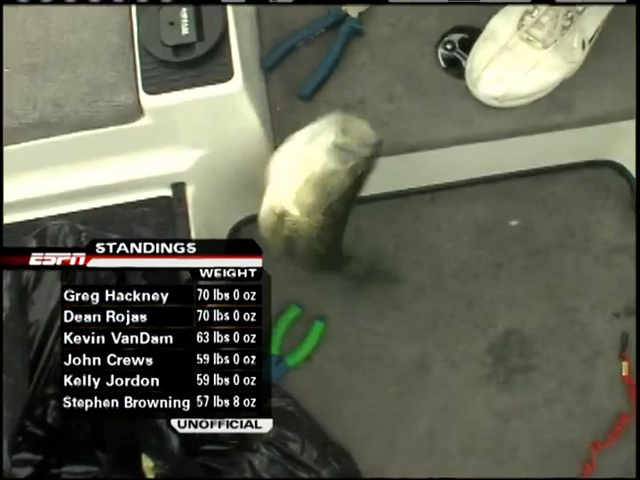 STANDINGS
ESPN
WEIGHT
Greg Hackney 70 lbs 0 oz
Dean Rojas 70 lbs 0 oz
Kevin VanDam 63 lbs 0 oz
John Crews 59 lbs 0 oz
Kelly Jordon 59 lbs 0 oz
Stephen Browning 57 lbs 8 oz
UNOFFICIAL